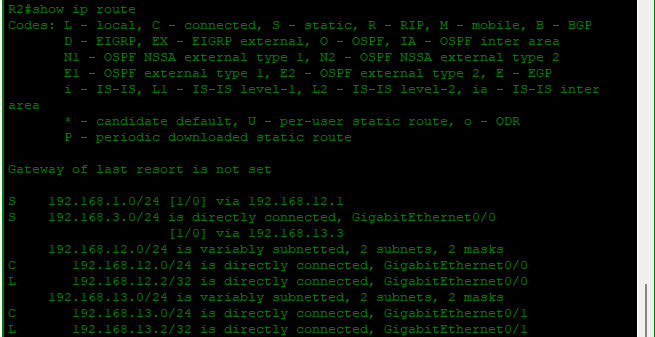 R2#show ip route
Codes: L - local, C - connected, S - static, R - RIP, M - mobile, B - BGP
       D - EIGRP, EX - EIGRP external, O - OSPF, IA - OSPF inter area
       N1 - OSPF NSSA external type 1, N2 - OSPF NSSA external type 2
       E1 - OSPF external type 1, E2 - OSPF external type 2, E - EGP
       i - IS-IS, L1 - IS-IS level-1, L2 - IS-IS level-2, ia - IS-IS inter
area
       * - candidate default, U - per-user static route, o - ODR
       P - periodic downloaded static route

Gateway of last resort is not set

S    192.168.1.0/24 [1/0] via 192.168.12.1
S    192.168.3.0/24 is directly connected, GigabitEthernet0/0
                    [1/0] via 192.168.13.3
     192.168.12.0/24 is variably subnetted, 2 subnets, 2 masks
C       192.168.12.0/24 is directly connected, GigabitEthernet0/0
L       192.168.12.2/32 is directly connected, GigabitEthernet0/0
     192.168.13.0/24 is variably subnetted, 2 subnets, 2 masks
C       192.168.13.0/24 is directly connected, GigabitEthernet0/1
L       192.168.13.2/32 is directly connected, GigabitEthernet0/1